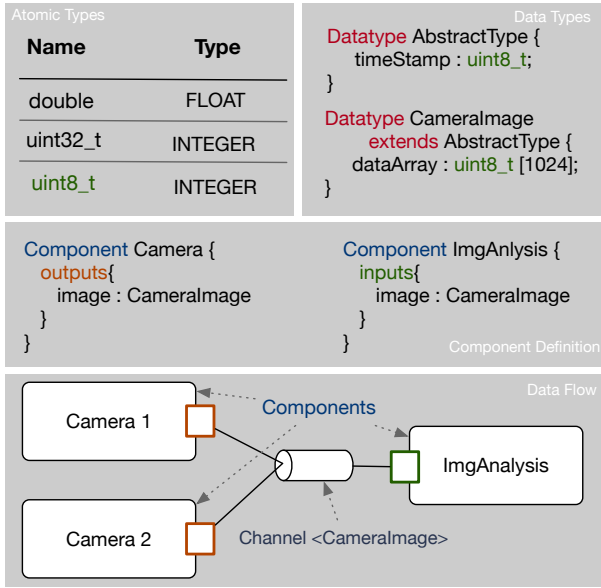 Atomic Types
Name Type
double FLOAT
uint32_t INTEGER
uint8_t INTEGER
Data Types
Datatype AbstractType {
timeStamp : uint8_t;
}
Datatype CameraImage
extends AbstractType {
dataArray : uint8_t [1024];
}
Component Camera {
outputs{
image : CameraImage
}
}
Component ImgAnlysis {
inputs{
image : CameraImage
}
}
Component Definition
Data Flow
Camera 1
Components
ImgAnalysis
Camera 2
Channel <CameraImage>